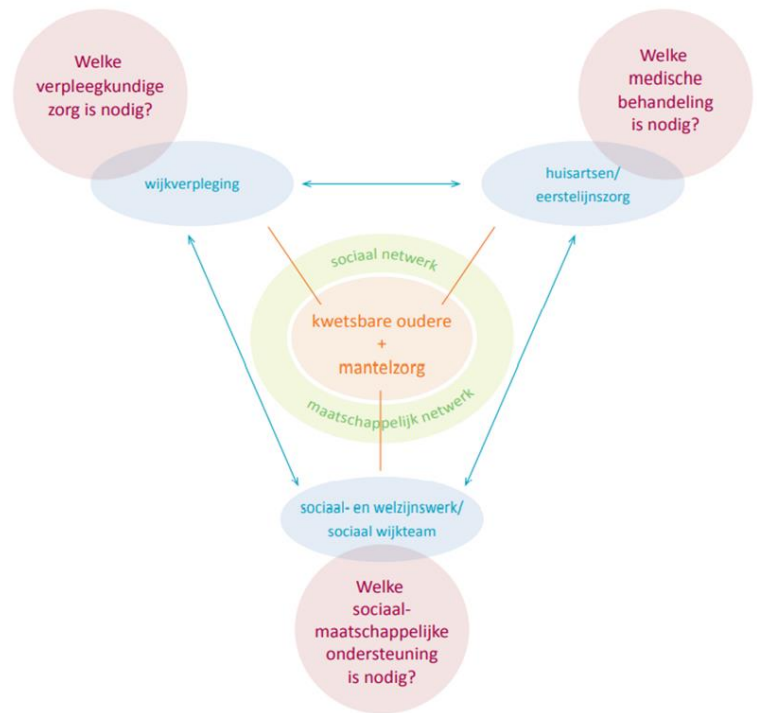 Welke
verpleegkundige
zorg is nodig?
Welke
medische
behandeling
is nodig?
wijkverpleging
huisartsen/
eerstelijnszorg
sociaal netwerk
kwetsbare oudere
+
mantelzorg
maatschappelijk netwerk
sociaal- en welzijnswerk/
sociaal wijkteam
Welke
sociaal-
maatschappelijke
ondersteuning
is nodig?